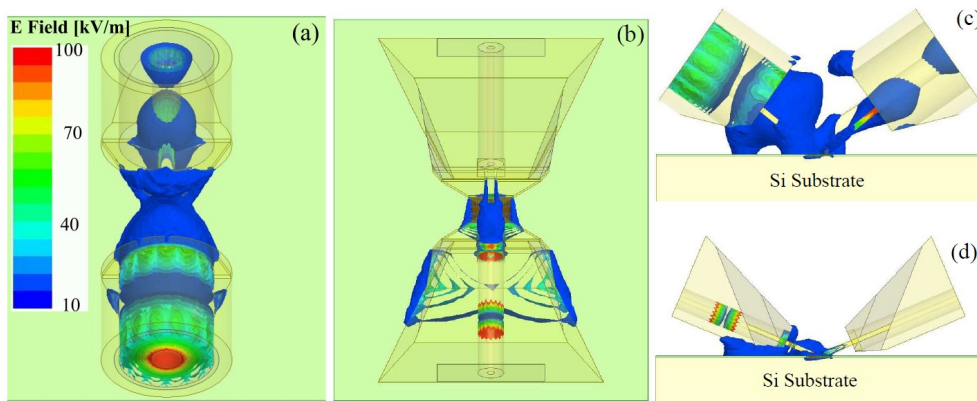 E Field [kV/m]
100
70
40
10
(a)
(b)
(c)
Si Substrate
(d)
Si Substrate